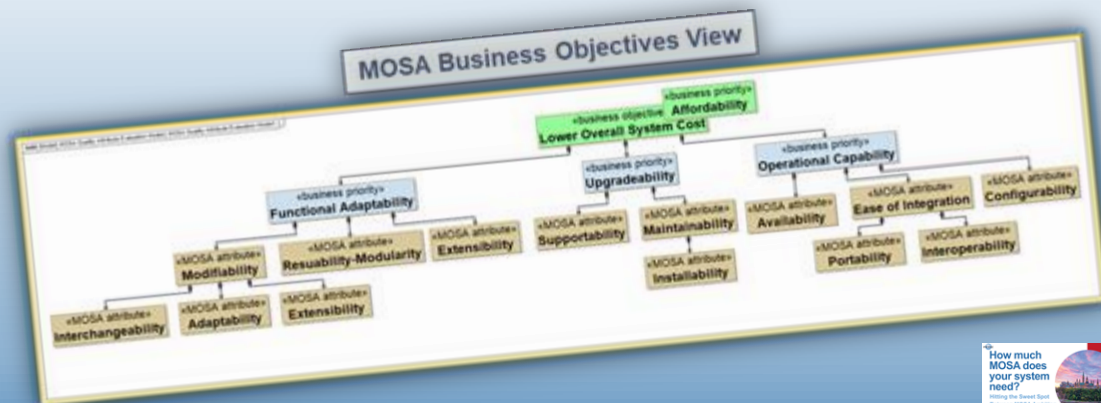 MOSA Business Objectives View
«business priority»
Affordability
«business objective
Lower Overall System Cost
«business priority»
Functional Adaptability
«business priority»
Upgradeability
«business priority»
Operational Capability
«MOSA attribute»
Modifiability
«MOSA attribute»
Resuability-Modularity
«MOSA attribute»
Extensibility
«MOSA attribute»
Supportability
«MOSA attribute»
Maintainability
«MOSA attribute»
Availability
«MOSA attribute»
Ease of Integration
«MOSA attribute»
Configurability
«MOSA attribute»
Interchangeability
«MOSA attribute»
Adaptability
«MOSA attribute»
Extensibility
«MOSA attribute»
Installability
«MOSA attribute»
Portability
«MOSA attribute»
Interoperability
How much
MOSA does
your system
need?
Hitting the Sweet Spot